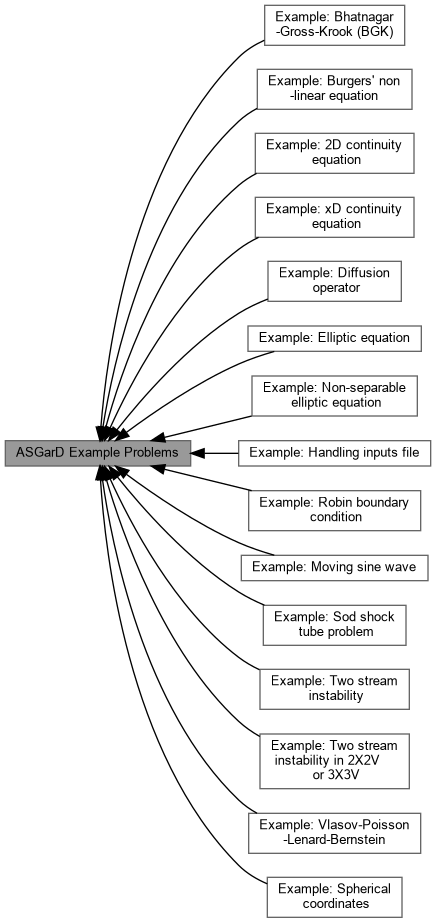 Example: Bhatnagar
-Gross-Krook (BGK)
Example: Burgers' non
-linear equation
Example: 2D continuity
equation
Example: xD continuity
equation
Example: Diffusion
operator
Example: Elliptic equation
Example: Non-separable
elliptic equation
ASGarD Example Problems
Example: Handling inputs file
Example: Robin boundary
condition
Example: Moving sine wave
Example: Sod shock
tube problem
Example: Two stream
instability
Example: Two stream
instability in 2X2V
or 3X3V
Example: Vlasov-Poisson
-Lenard-Bernstein
Example: Spherical
coordinates